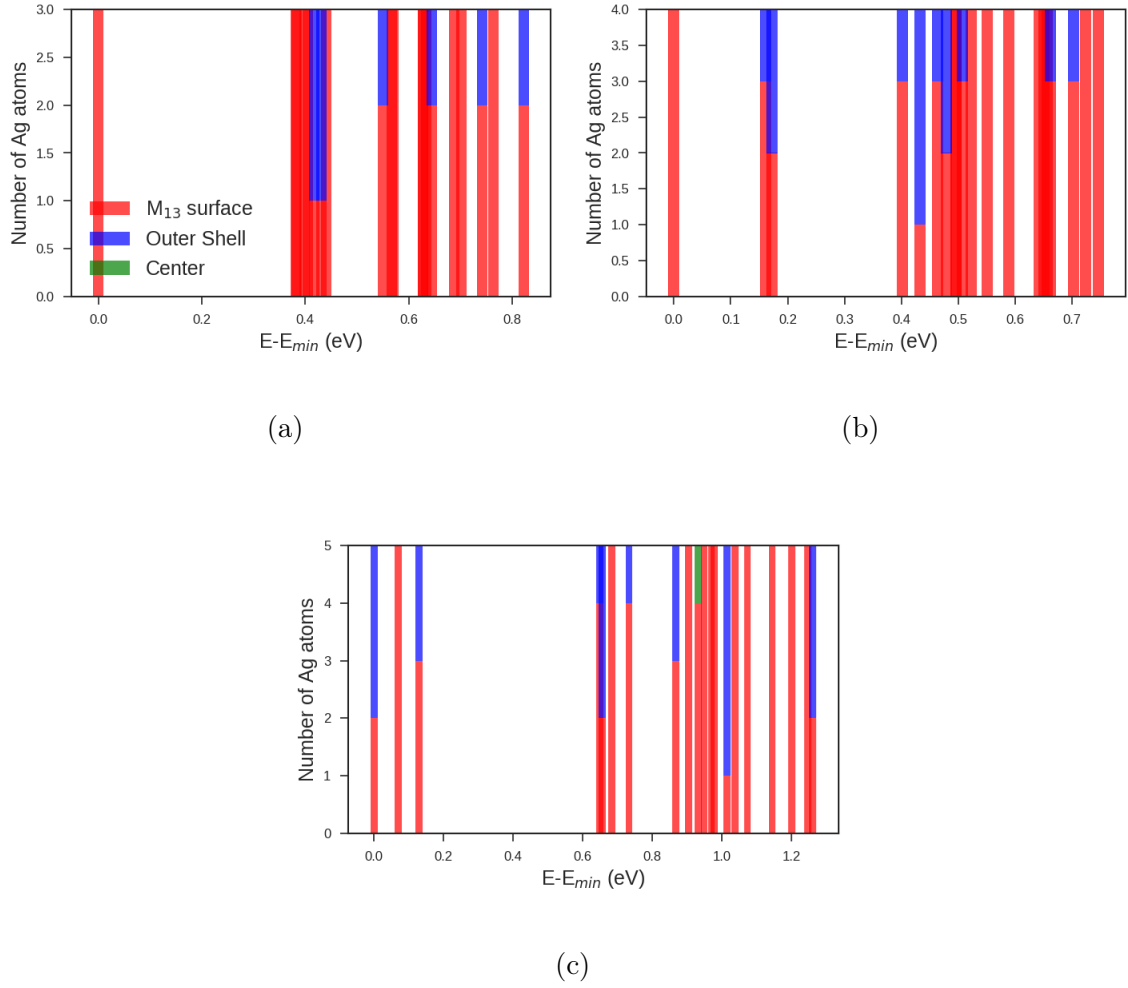 3.0
2.5
2.0
1.5
1.0
0.5
0.0
Number of Ag atoms
M₁₃ surface
Outer Shell
Center
0.0 0.2 0.4 0.6 0.8
E-Eₘᵢₙ (eV)
(a)
4.0
3.5
3.0
2.5
2.0
1.5
1.0
0.5
0.0
Number of Ag atoms
0.0 0.1 0.2 0.3 0.4 0.5 0.6 0.7
E-Eₘᵢₙ (eV)
(b)
5
4
3
2
1
0
Number of Ag atoms
0.0 0.2 0.4 0.6 0.8 1.0 1.2
E-Eₘᵢₙ (eV)
(c)